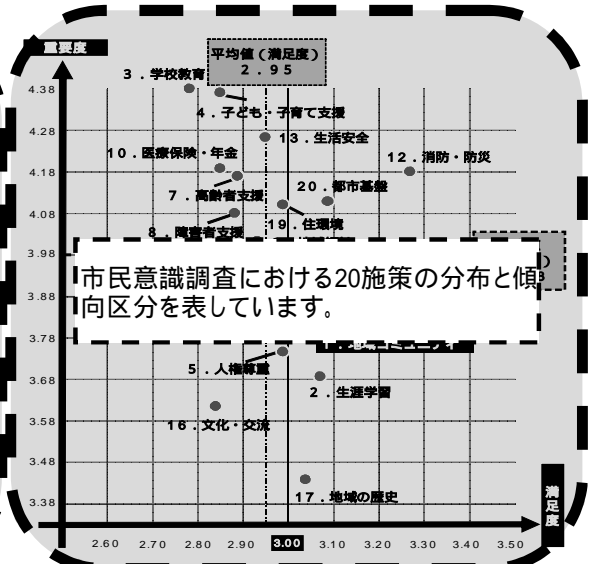 重要度
平均値(満足度)
2.95
3.学校教育
4.38
4.子ども・子育て支援
4.28
13.生活安全
10.医療保険・年金
12.消防・防災
4.18
7.高齢者支援
20.都市基盤
4.08
19.住環境
8.障害者支援
3.98
市民意識調査における20施策の分布と傾
向区分を表しています。
3.88
3.78
5.人権尊重
3.68
2.生涯学習
3.58
16.文化・交流
3.48
17.地域の歴史
3.38
満足度
2.60 2.70 2.80 2.90 3.00 3.10 3.20 3.30 3.40 3.50